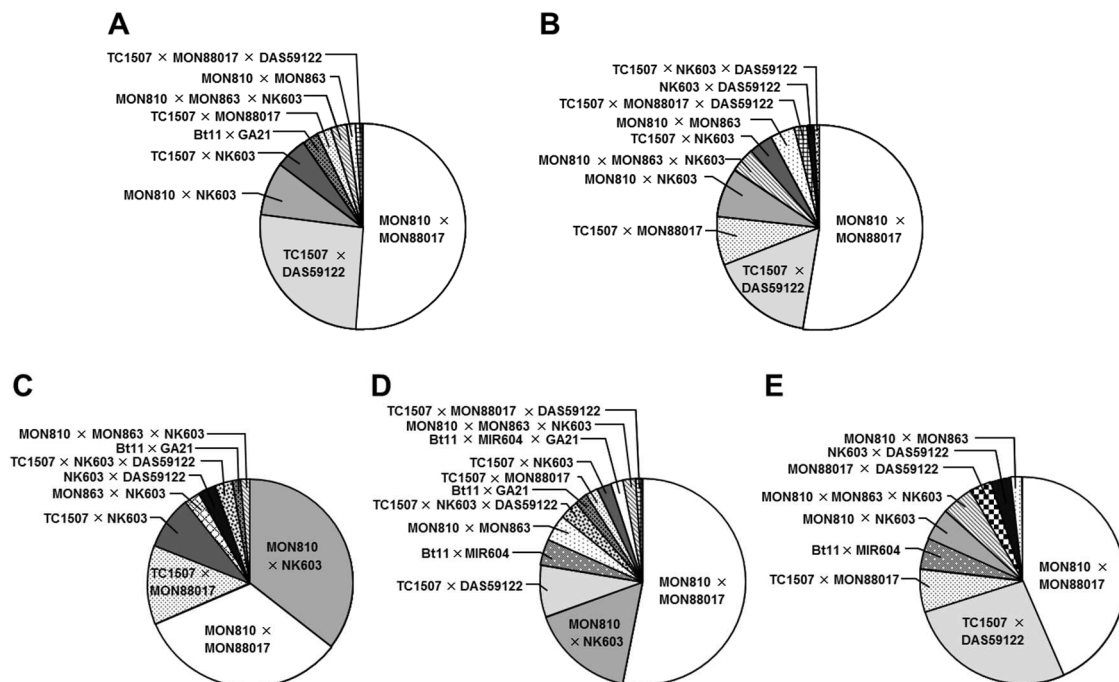 A
TC1507 × MON88017 × DAS59122
MON810 × MON863
MON810 × MON863 × NK603
TC1507 × MON88017
Bt11 × GA21
TC1507 × NK603
MON810 × NK603
TC1507 ×
DAS59122
MON810 ×
MON88017
B
TC1507 × NK603 × DAS59122
NK603 × DAS59122
TC1507 × MON88017 × DAS59122
MON810 × MON863
TC1507 × NK603
MON810 × MON863 × NK603
MON810 × NK603
TC1507 × MON88017
TC1507 ×
DAS59122
MON810 ×
MON88017
C
MON810 × MON863 × NK603
Bt11 × GA21
TC1507 × NK603 × DAS59122
NK603 × DAS59122
MON863 × NK603
TC1507 × NK603
TC1507 ×
MON88017
MON810 ×
MON88017
MON810
× NK603
D
TC1507 × MON88017 × DAS59122
MON810 × MON863 × NK603
Bt11 × MIR604 × GA21
TC1507 × NK603
TC1507 × MON88017
Bt11 × GA21
TC1507 × NK603 × DAS59122
MON810 × MON863
Bt11 × MIR604
TC1507 × DAS59122
MON810
× NK603
MON810 ×
MON88017
E
MON810 × MON863
NK603 × DAS59122
MON88017 × DAS59122
MON810 × MON863 × NK603
MON810 × NK603
Bt11 × MIR604
TC1507 × MON88017
TC1507 ×
DAS59122
MON810 ×
MON88017